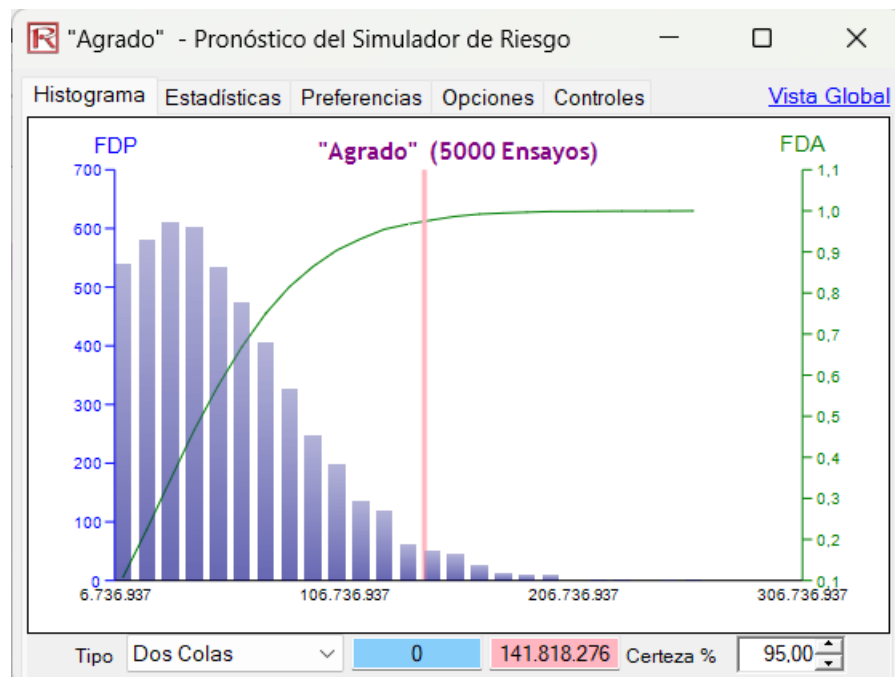 "Agrado" - Pronóstico del Simulador de Riesgo
Histograma Estadísticas Preferencias Opciones Controles Vista Global
FDP "Agrado" (5000 Ensayos) FDA
700 1,1
600 1,0
500 0,9
400 0,8
300 0,7
200 0,6
100 0,5
0 0,4
0,3
0,2
0,1
6.736.937 106.736.937 206.736.937 306.736.937
Tipo Dos Colas 0 141.818.276 Certeza % 95,00